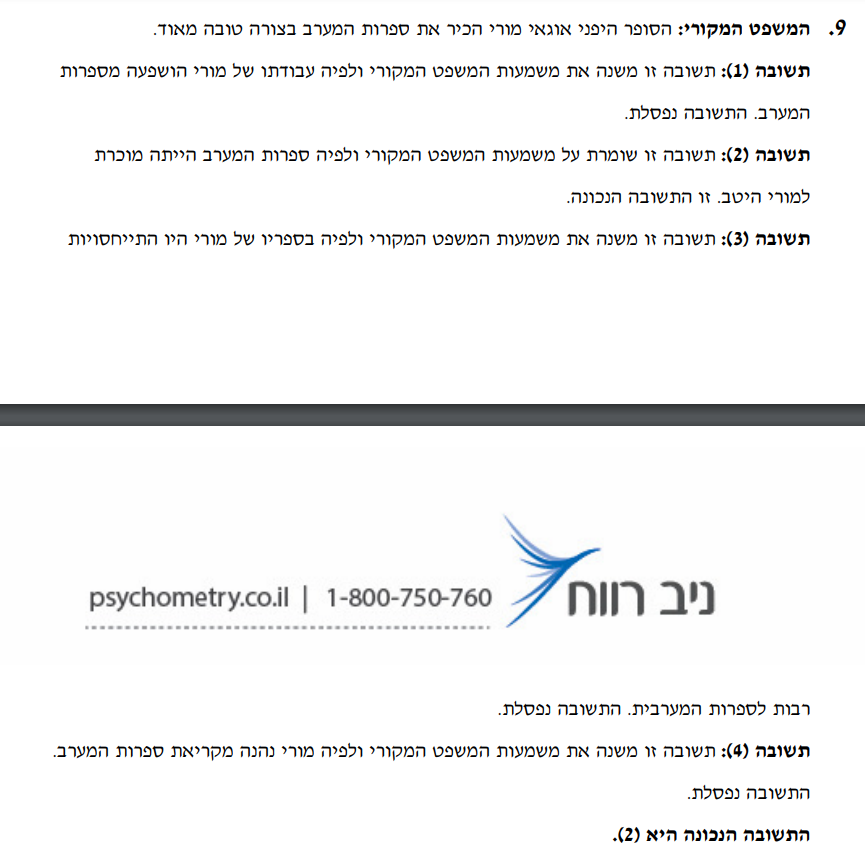 9. המשפט המקורי: הסופר היפני אוגאי מורי הכיר את ספרות המערב בצורה טובה מאוד.
תשובה (1): תשובה זו משנה את משמעות המשפט המקורי ולפיה עבודתו של מורי הושפעה מספרות
המערב. התשובה נפסלת.
תשובה (2): תשובה זו שומרת על משמעות המשפט המקורי ולפיה ספרות המערב הייתה מוכרת
למורי היטב. זו התשובה הנכונה.
תשובה (3): תשובה זו משנה את משמעות המשפט המקורי ולפיה בספריו של מורי היו התייחסויות
ניב רווח
psychometry.co.il | 1-800-750-760
רבות לספרות המערבית. התשובה נפסלת.
תשובה (4): תשובה זו משנה את משמעות המשפט המקורי ולפיה מורי נהנה מקריאת ספרות המערב.
התשובה נפסלת.
התשובה הנכונה היא (2).